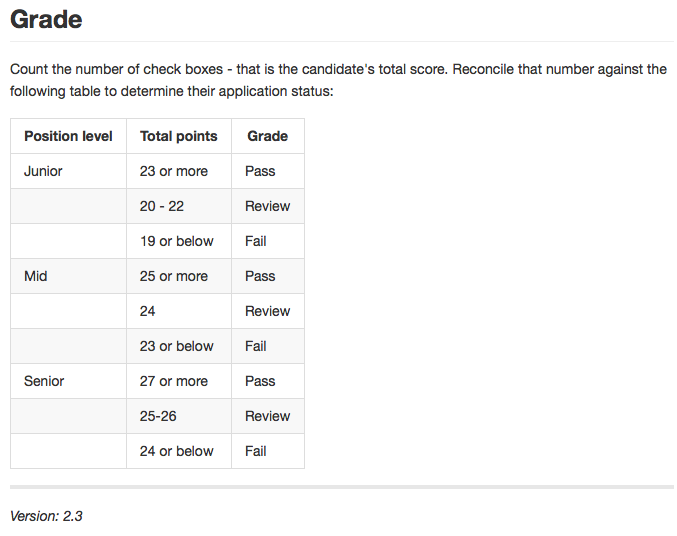 Grade
Count the number of check boxes - that is the candidate's total score. Reconcile that number against the
following table to determine their application status:
Position level Total points Grade
Junior 23 or more Pass
20 - 22 Review
19 or below Fail
Mid 25 or more Pass
24 Review
23 or below Fail
Senior 27 or more Pass
25-26 Review
24 or below Fail
Version: 2.3